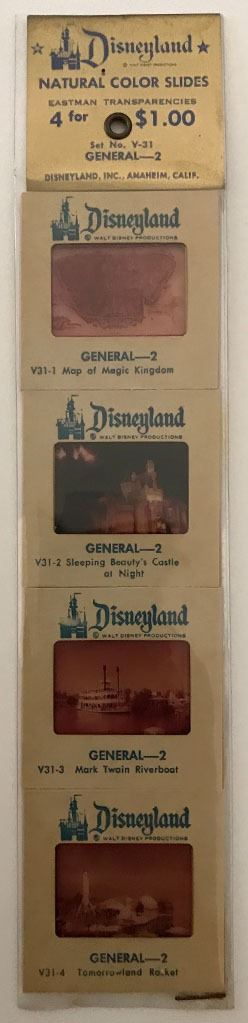 Disneyland
© WALT DISNEY PRODUCTIONS
NATURAL COLOR SLIDES
EASTMAN TRANSPARENCIES
4 for $1.00
Set No. V-31
GENERAL—2
DISNEYLAND, INC., ANAHEIM, CALIF.
Disneyland
© WALT DISNEY PRODUCTIONS
GENERAL—2
V31-1 Map of Magic Kingdom
Disneyland
© WALT DISNEY PRODUCTIONS
GENERAL—2
V31-2 Sleeping Beauty's Castle
at Night
Disneyland
© WALT DISNEY PRODUCTIONS
GENERAL—2
V31-3 Mark Twain Riverboat
Disneyland
© WALT DISNEY PRODUCTIONS
GENERAL—2
V31-4 Tomorrowland Rocket